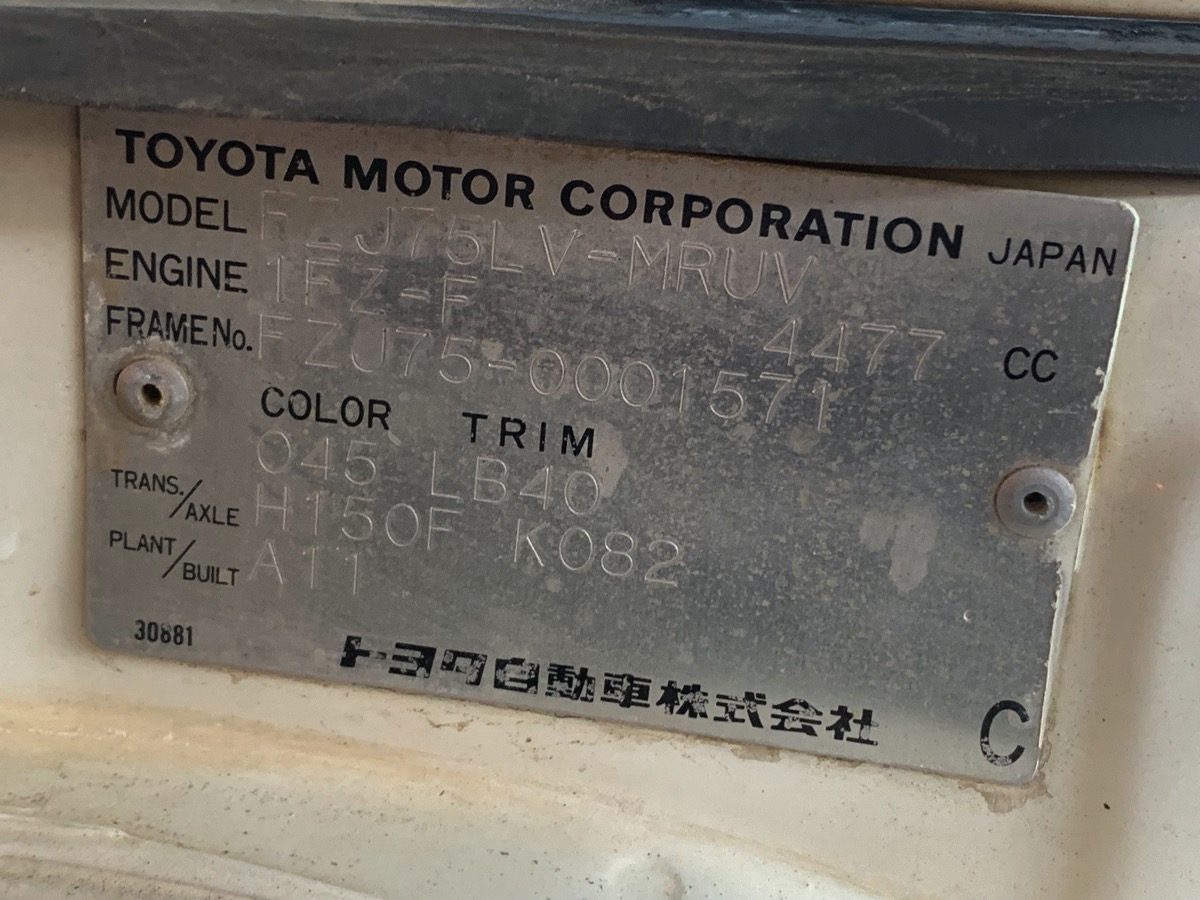 TOYOTA MOTOR CORPORATION JAPAN
MODEL FZJ75LV-MRUV
ENGINE 1FZ-F 4477 CC
FRAME No. FZJ75-0001571
COLOR TRIM
045 LB40
TRANS./AXLE H150F K082
PLANT/BUILT A11
30881
トヨタ自動車株式会社
C